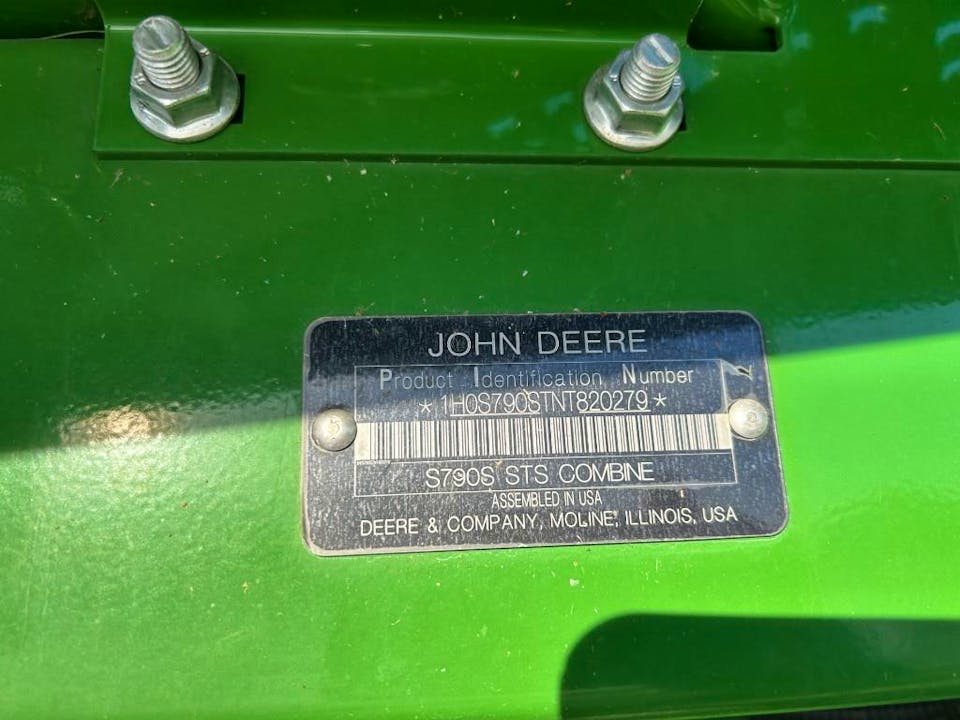 JOHN DEERE
Product Identification Number
*1H0S790STNT820279*
S790S STS COMBINE
ASSEMBLED IN USA
DEERE & COMPANY, MOLINE, ILLINOIS, USA